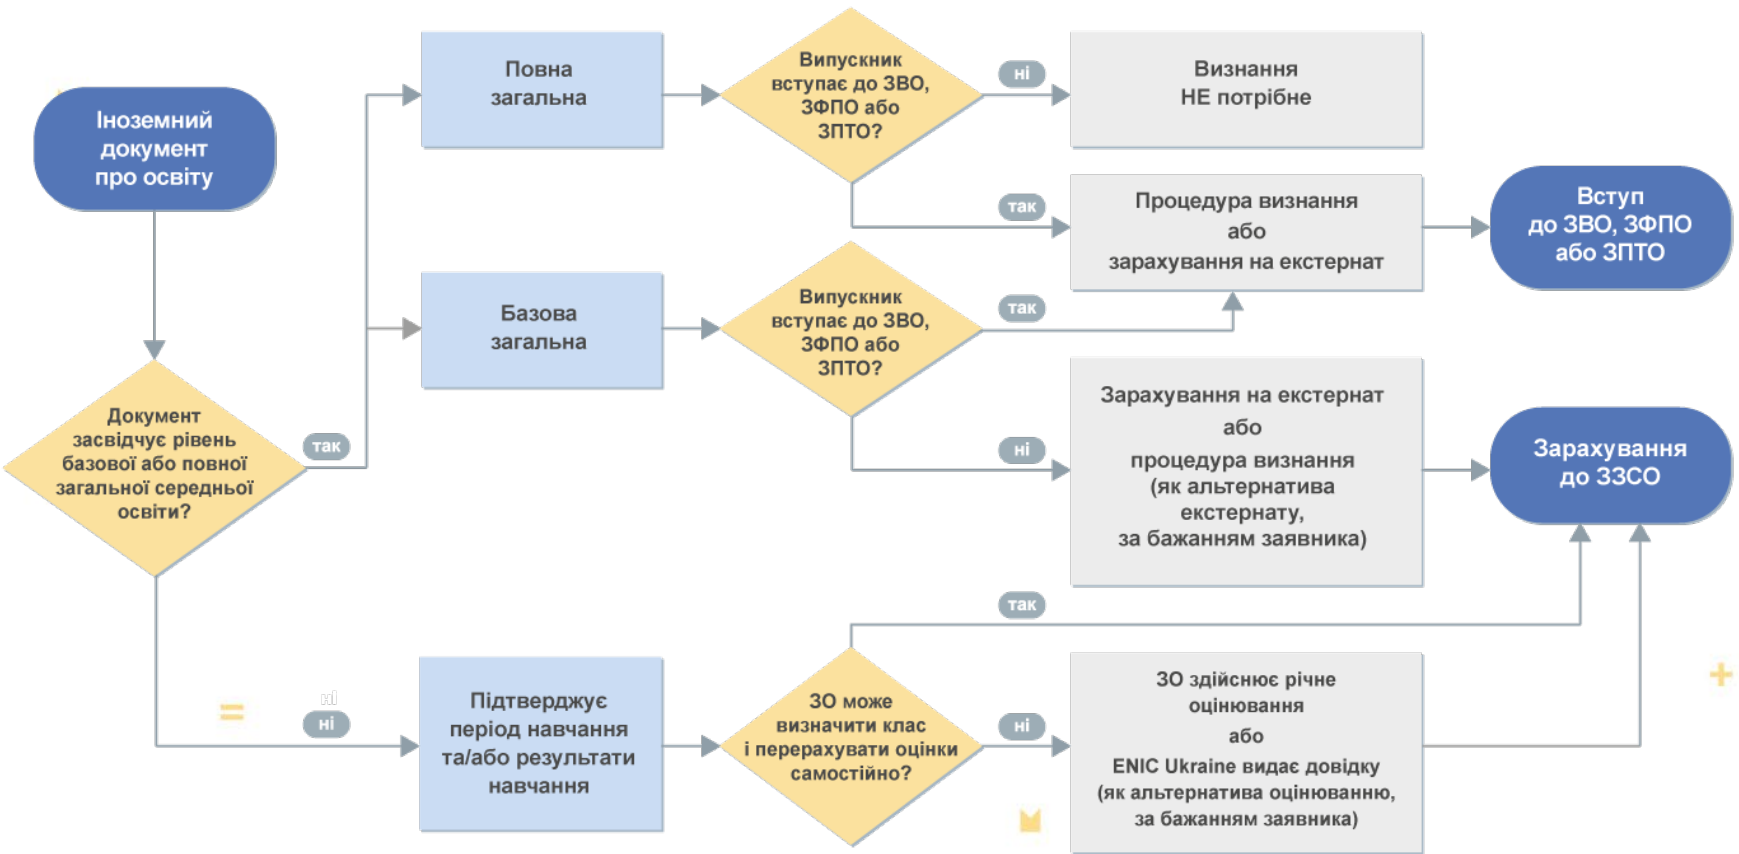 Іноземний
документ
про освіту
Документ
засвідчує рівень
базової або повної
загальної середньої
освіти?
так
Повна
загальна
Випускник
вступає до ЗВО,
ЗФПО або
ЗПТО?
ні
Визнання
НЕ потрібне
так
Процедура визнання
або
зарахування на екстернат
Вступ
до ЗВО, ЗФПО
або ЗПТО
Базова
загальна
Випускник
вступає до ЗВО,
ЗФПО або
ЗПТО?
так
ні
Зарахування на екстернат
або
процедура визнання
(як альтернатива
екстернату,
за бажанням заявника)
Зарахування
до ЗЗСО
ні
ні
Підтверджує
період навчання
та/або результати
навчання
ЗО може
визначити клас
і перерахувати оцінки
самостійно?
так
ні
ЗО здійснює річне
оцінювання
або
ENIC Ukraine видає довідку
(як альтернатива оцінюванню,
за бажанням заявника)